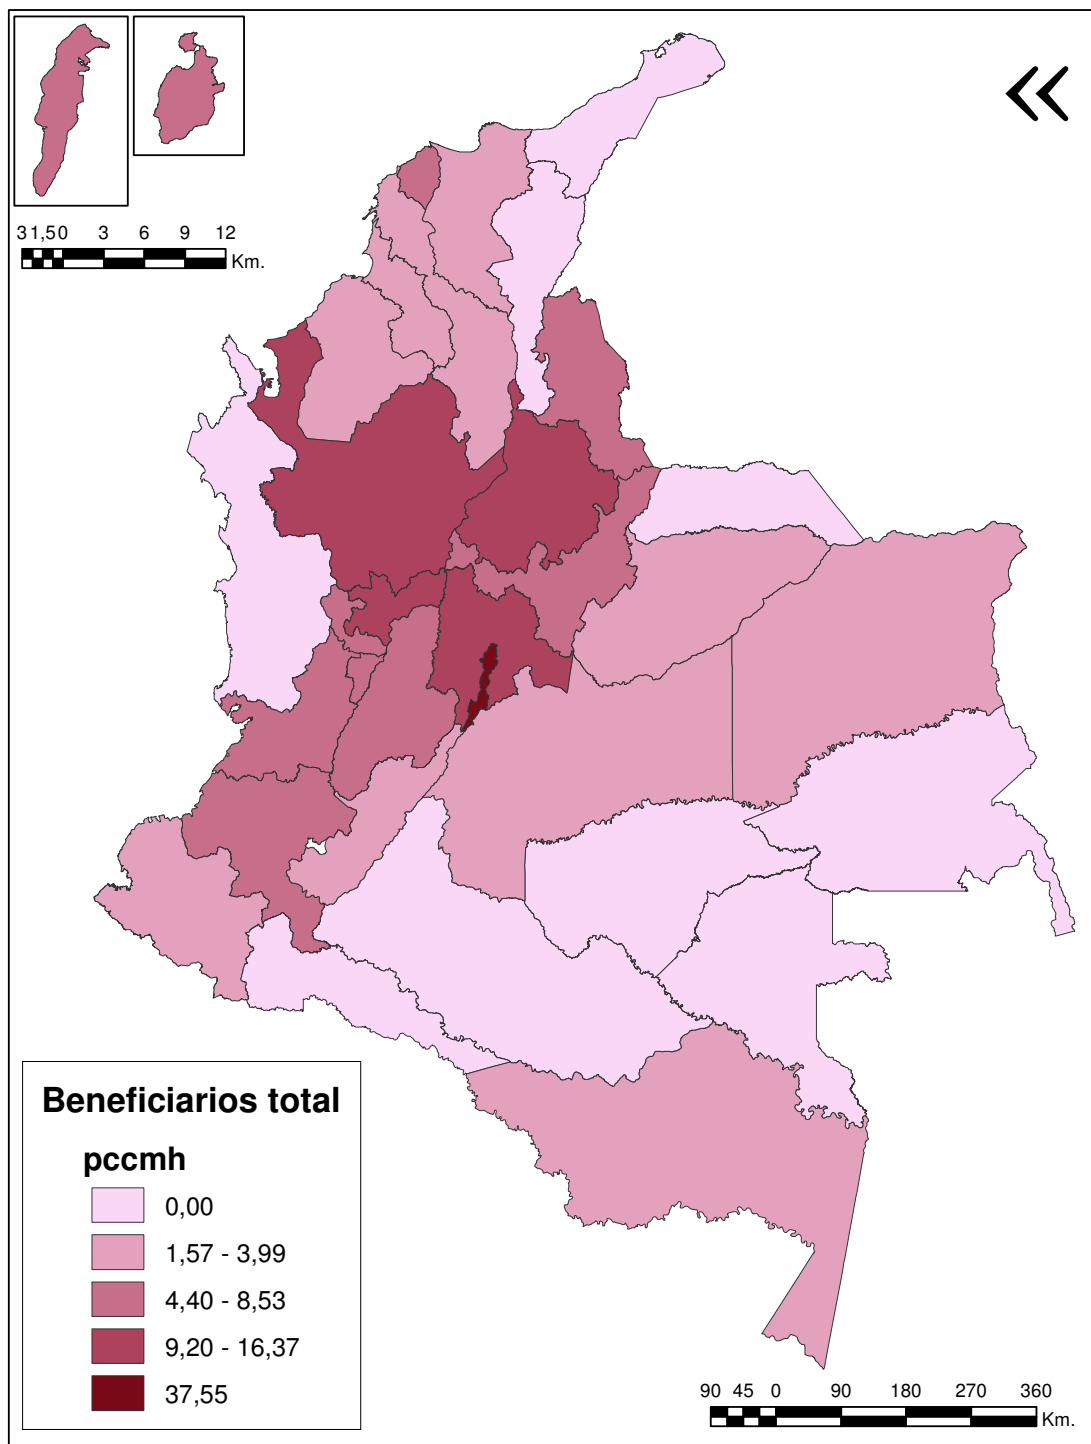 «
3 1,5 0 3 6 9 12
Km.
Beneficiarios total
pccmh
0,00
1,57 - 3,99
4,40 - 8,53
9,20 - 16,37
37,55
90 45 0 90 180 270 360
Km.